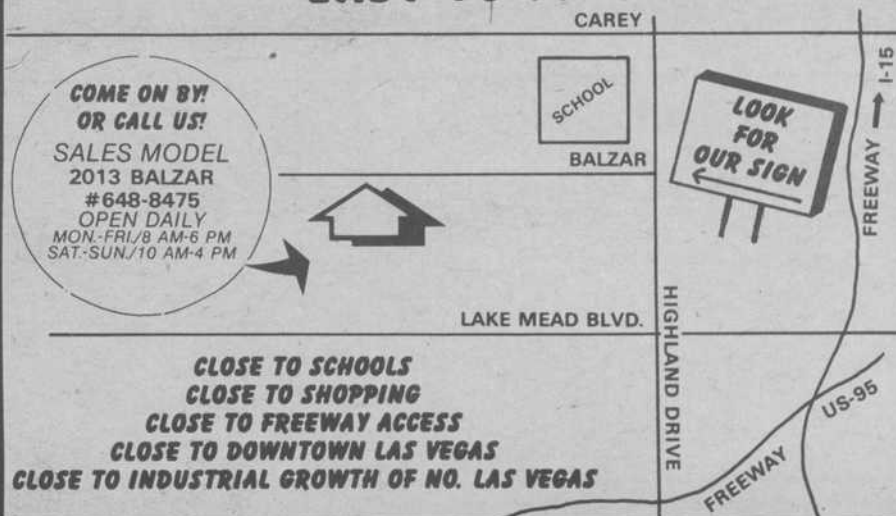 CAREY
I-15
FREEWAY
SCHOOL
LOOK
FOR
OUR SIGN
COME ON BY!
OR CALL US!
SALES MODEL
2013 BALZAR
#648-8475
OPEN DAILY
MON.-FRI./8 AM-6 PM
SAT.-SUN./10 AM-4 PM
BALZAR
HIGHLAND DRIVE
LAKE MEAD BLVD.
CLOSE TO SCHOOLS
CLOSE TO SHOPPING
CLOSE TO FREEWAY ACCESS
CLOSE TO DOWNTOWN LAS VEGAS
CLOSE TO INDUSTRIAL GROWTH OF NO. LAS VEGAS
US-95
FREEWAY